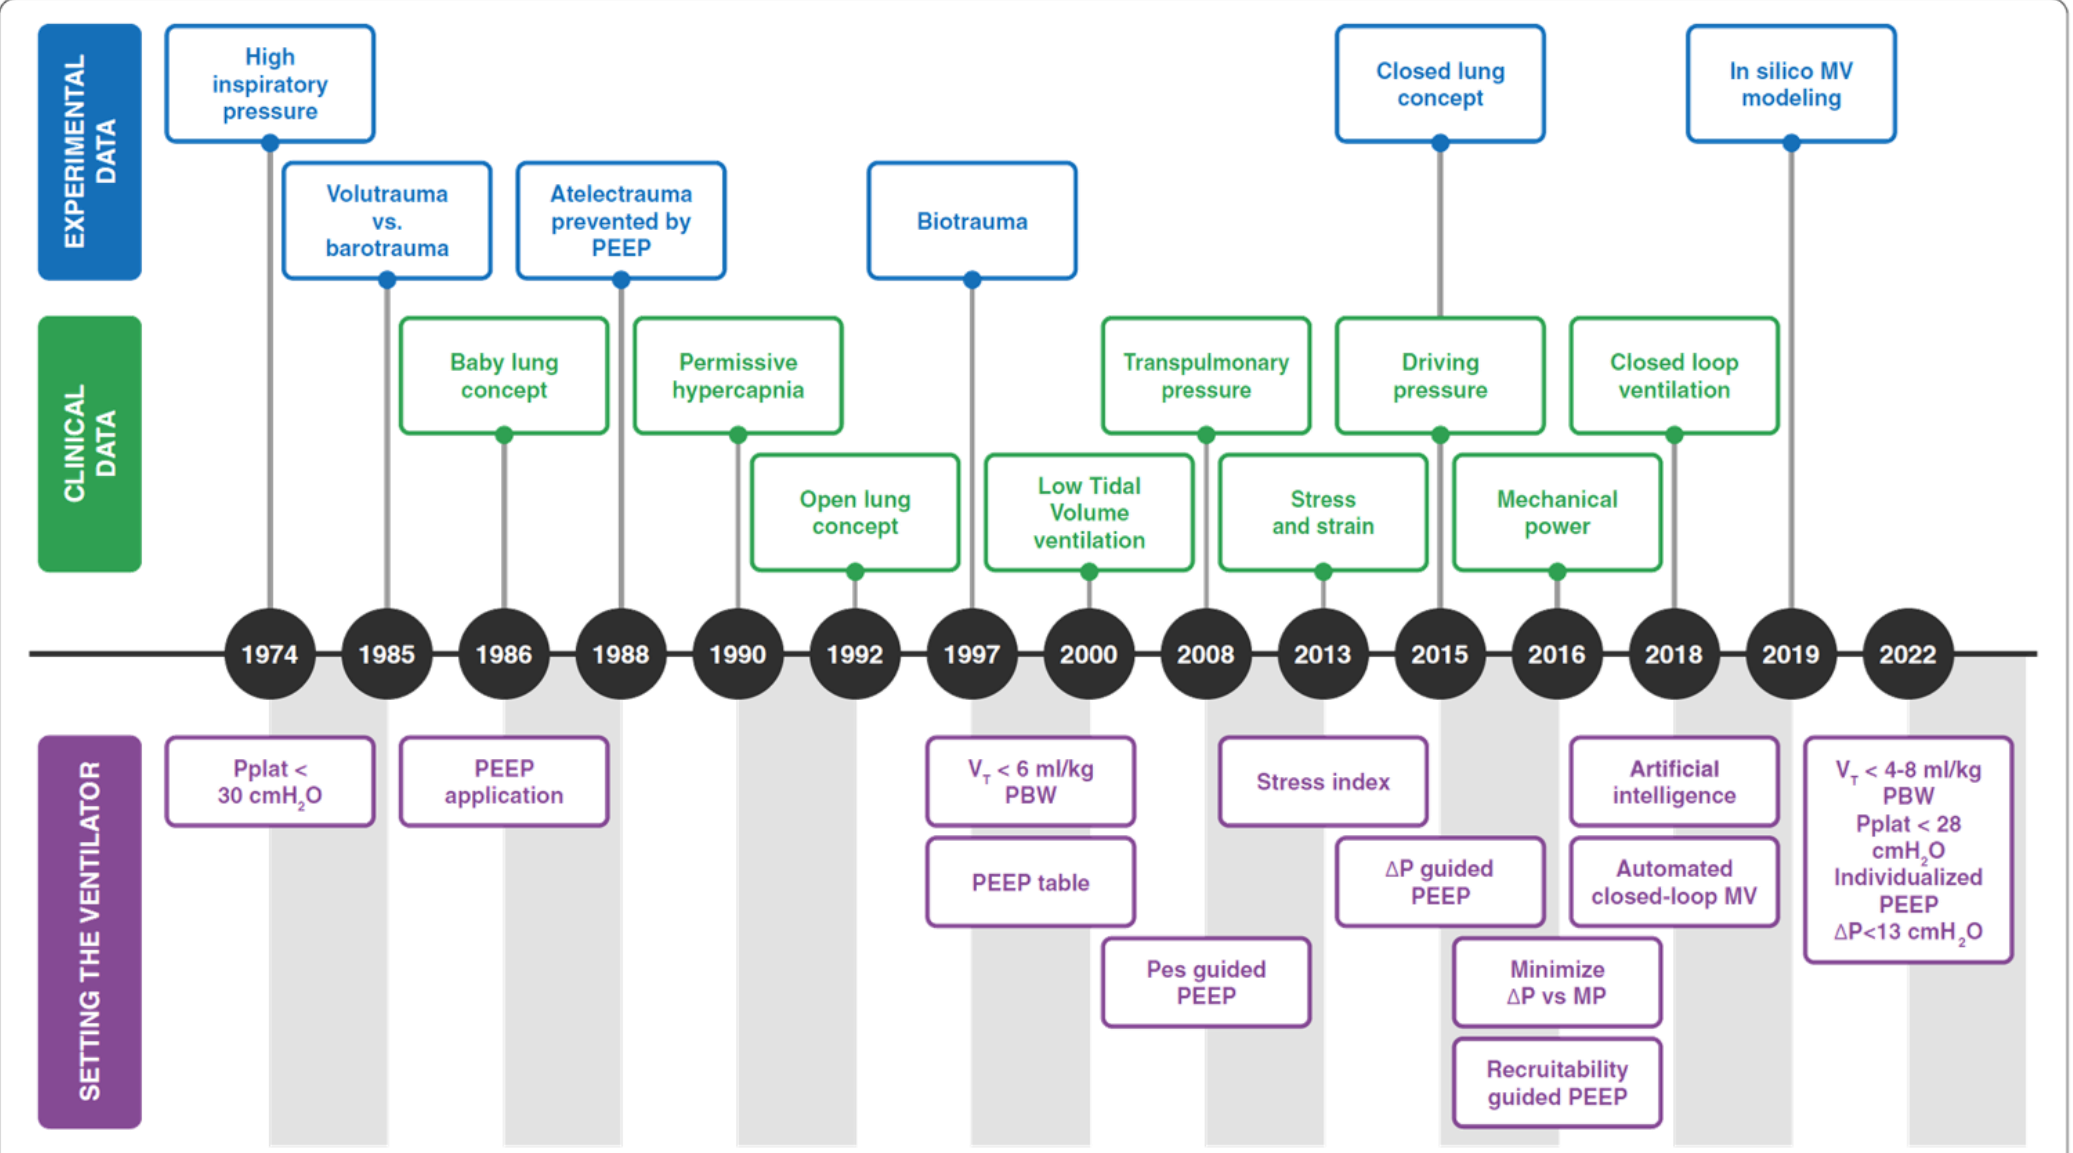 EXPERIMENTAL
DATA
High
inspiratory
pressure
Volutrauma
vs.
barotrauma
Atelectrauma
prevented by
PEEP
Biotrauma
Closed lung
concept
In silico MV
modeling
CLINICAL
DATA
Baby lung
concept
Permissive
hypercapnia
Open lung
concept
Low Tidal
Volume
ventilation
Transpulmonary
pressure
Stress
and strain
Driving
pressure
Mechanical
power
Closed loop
ventilation
1974
1985
1986
1988
1990
1992
1997
2000
2008
2013
2015
2016
2018
2019
2022
SETTING THE VENTILATOR
Pplat <
30 cmH₂O
PEEP
application
V_T < 6 ml/kg
PBW
PEEP table
Pes guided
PEEP
Stress index
ΔP guided
PEEP
Minimize
ΔP vs MP
Recruitability
guided PEEP
Artificial
intelligence
Automated
closed-loop MV
V_T < 4-8 ml/kg
PBW
Pplat < 28
cmH₂O
Individualized
PEEP
ΔP<13 cmH₂O